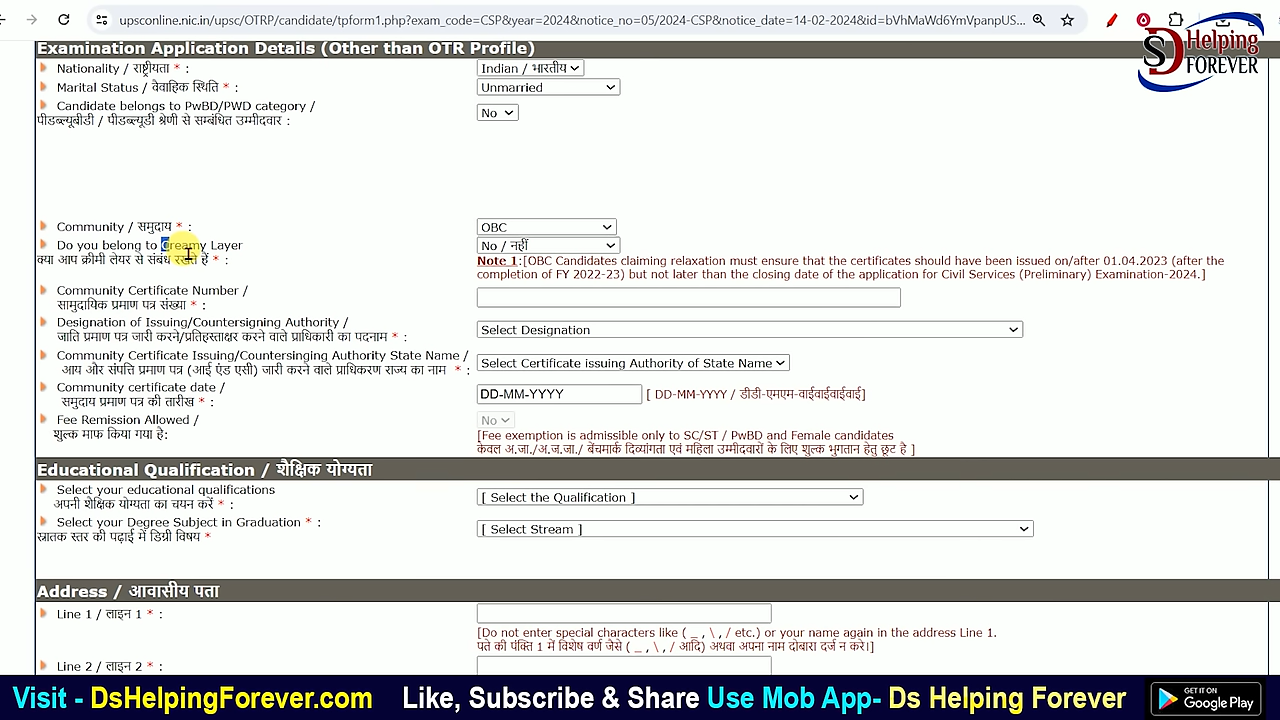 upsconline.nic.in/upsc/OTRP/candidate/tpform1.php?exam_code=CSP&year=2024&notice_no=05/2024-CSP&notice_date=14-02-2024&id=bVhMaWd6YnVpanpUS...
SD Helping FOREVER
Examination Application Details (Other than OTR Profile)
Nationality / राष्ट्रीयता * : Indian / भारतीय
Marital Status / वैवाहिक स्थिति * : Unmarried
Candidate belongs to PwBD/PWD category / No
पीडब्ल्यूबीडी / पीडब्ल्यूडी श्रेणी से सम्बंधित उम्मीदवार :
Community / समुदाय * : OBC
Do you belong to Creamy Layer No / नहीं
क्या आप क्रीमी लेयर से संबंध रखते हैं * : Note 1:[OBC Candidates claiming relaxation must ensure that the certificates should have been issued on/after 01.04.2023 (after the
completion of FY 2022-23) but not later than the closing date of the application for Civil Services (Preliminary) Examination-2024.]
Community Certificate Number /
सामुदायिक प्रमाण पत्र संख्या * :
Designation of Issuing/Countersigning Authority / Select Designation
जाति प्रमाण पत्र जारी करने/प्रतिहस्ताक्षर करने वाले प्राधिकारी का पदनाम * :
Community Certificate Issuing/Countersinging Authority State Name / Select Certificate issuing Authority of State Name
आय और संपत्ति प्रमाण पत्र (आई एंड एसी) जारी करने वाले प्राधिकरण राज्य का नाम * :
Community certificate date / DD-MM-YYYY [ DD-MM-YYYY / डीडी-एमएम-वाईवाईवाईवाई]
समुदाय प्रमाण पत्र की तारीख * :
Fee Remission Allowed / No
शुल्क माफ किया गया है: [Fee exemption is admissible only to SC/ST / PwBD and Female candidates
केवल अ.जा./अ.ज.जा./ बेंचमार्क दिव्यांगता एवं महिला उम्मीदवारों के लिए शुल्क भुगतान हेतु छूट है ]
Educational Qualification / शैक्षिक योग्यता
Select your educational qualifications [ Select the Qualification ]
अपनी शैक्षिक योग्यता का चयन करें * :
Select your Degree Subject in Graduation * : [ Select Stream ]
स्नातक स्तर की पढ़ाई में डिग्री विषय *
Address / आवासीय पता
Line 1 / लाइन 1 * :
[Do not enter special characters like ( _ , \ , / etc.) or your name again in the address Line 1.
पते की पंक्ति 1 में विशेष वर्ण जैसे ( _ , \ , / आदि) अथवा अपना नाम दोबारा दर्ज न करे।]
Line 2 / लाइन 2 * :
Visit - DsHelpingForever.com Like, Subscribe & Share Use Mob App- Ds Helping Forever GET IT ON Google Play